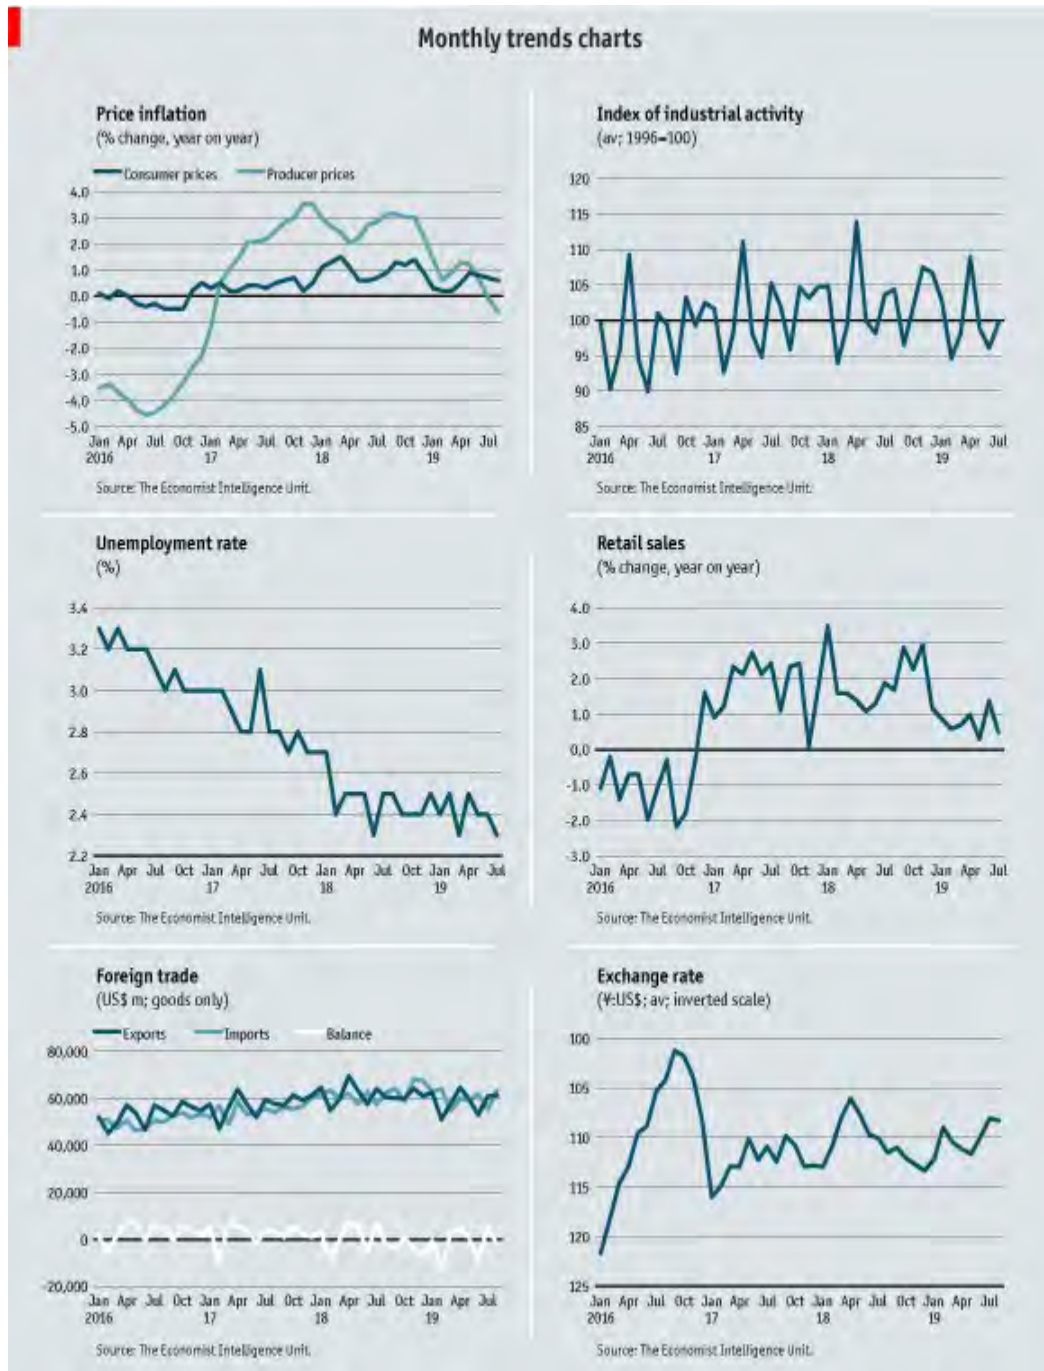 Monthly trends charts
Price inflation
(% change, year on year)
Consumer prices
Producer prices
4.0
3.0
2.0
1.0
0.0
-1.0
-2.0
-3.0
-4.0
-5.0
Jan Apr Jul Oct Jan Apr Jul Oct Jan Apr Jul Oct Jan Apr Jul
2016 17 18 19
Source: The Economist Intelligence Unit.
Index of industrial activity
(av; 1996=100)
120
115
110
105
100
95
90
85
Jan Apr Jul Oct Jan Apr Jul Oct Jan Apr Jul Oct Jan Apr Jul
2016 17 18 19
Source: The Economist Intelligence Unit.
Unemployment rate
(%)
3.4
3.2
3.0
2.8
2.6
2.4
2.2
Jan Apr Jul Oct Jan Apr Jul Oct Jan Apr Jul Oct Jan Apr Jul
2016 17 18 19
Source: The Economist Intelligence Unit.
Retail sales
(% change, year on year)
4.0
3.0
2.0
1.0
0.0
-1.0
-2.0
-3.0
Jan Apr Jul Oct Jan Apr Jul Oct Jan Apr Jul Oct Jan Apr Jul
2016 17 18 19
Source: The Economist Intelligence Unit.
Foreign trade
(US$ m; goods only)
Exports
Imports
Balance
80,000
60,000
40,000
20,000
0
-20,000
Jan Apr Jul Oct Jan Apr Jul Oct Jan Apr Jul Oct Jan Apr Jul
2016 17 18 19
Source: The Economist Intelligence Unit.
Exchange rate
(¥:US$; av; inverted scale)
100
105
110
115
120
125
Jan Apr Jul Oct Jan Apr Jul Oct Jan Apr Jul Oct Jan Apr Jul
2016 17 18 19
Source: The Economist Intelligence Unit.